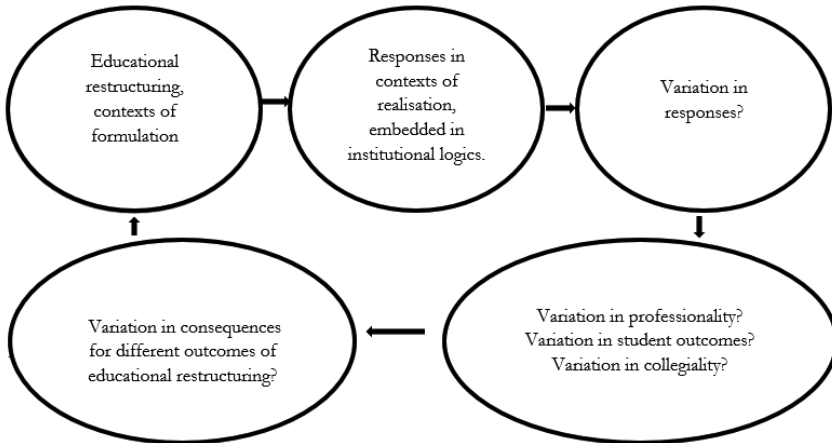 Educational
restructuring,
contexts of
formulation
Responses in
contexts of
realisation,
embedded in
institutional logics.
Variation in
responses?
Variation in professionality?
Variation in student outcomes?
Variation in collegiality?
Variation in consequences
for different outcomes of
educational restructuring?